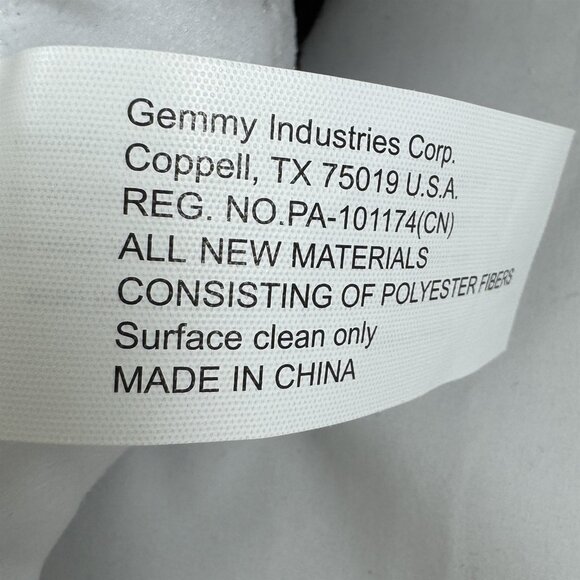 Gemmy Industries Corp.
Coppell, TX 75019 U.S.A.
REG. NO.PA-101174(CN)
ALL NEW MATERIALS
CONSISTING OF POLYESTER FIBERS
Surface clean only
MADE IN CHINA